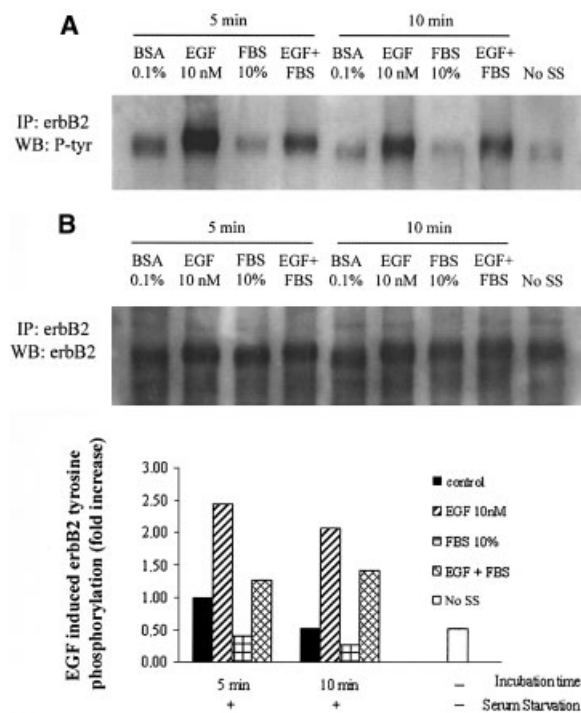 A
5 min
10 min
BSA EGF FBS EGF+ BSA EGF FBS EGF+
0.1% 10 nM 10% FBS 0.1% 10 nM 10% FBS No SS
IP: erbB2
WB: P-tyr
B
5 min
10 min
BSA EGF FBS EGF+ BSA EGF FBS EGF+
0.1% 10 nM 10% FBS 0.1% 10 nM 10% FBS No SS
IP: erbB2
WB: erbB2
EGF induced erbB2 tyrosine
phosphorylation (fold increase)
3.00
2.50
2.00
1.50
1.00
0.50
0.00
control
EGF 10nM
FBS 10%
EGF + FBS
No SS
5 min 10 min – Incubation time
+ + – Serum Starvation